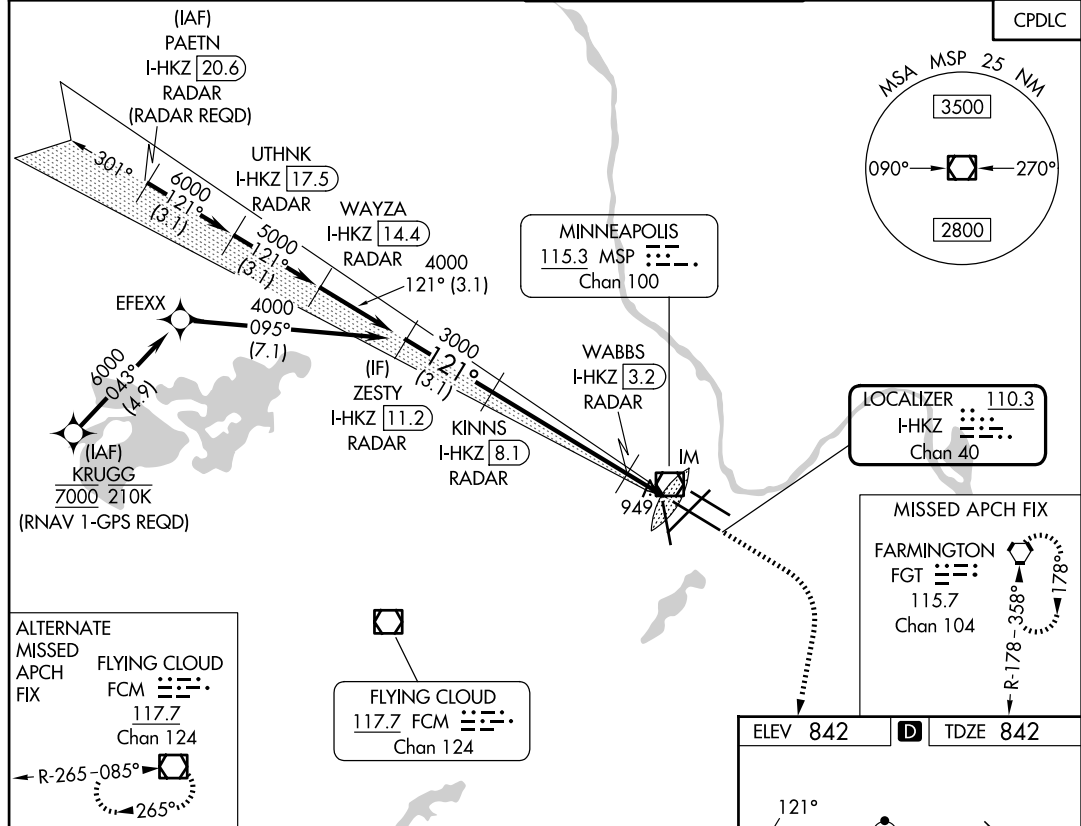 CPDLC
(IAF)
PAETN
I-HKZ 20.6
RADAR
(RADAR REQD)
301°
6000
121°
(3.1)
UTHNK
I-HKZ 17.5
RADAR
5000
121°
(3.1)
WAYZA
I-HKZ 14.4
RADAR
4000
121° (3.1)
MSA MSP 25 NM
3500
090°
270°
2800
MINNEAPOLIS
115.3 MSP
Chan 100
EFEXX
4000
095°
(7.1)
6000
043°
(4.9)
(IAF)
KRUGG
7000 210K
(RNAV 1-GPS REQD)
(IF)
ZESTY
I-HKZ 11.2
RADAR
3000
121°
(3.1)
KINNS
I-HKZ 8.1
RADAR
WABBS
I-HKZ 3.2
RADAR
IM
949
LOCALIZER 110.3
I-HKZ
Chan 40
MISSED APCH FIX
FARMINGTON
FGT
115.7
Chan 104
R-178
358°
178°
ALTERNATE
MISSED
APCH
FIX
FLYING CLOUD
FCM
117.7
Chan 124
R-265
085°
265°
FLYING CLOUD
117.7 FCM
Chan 124
ELEV 842
D
TDZE 842
121°